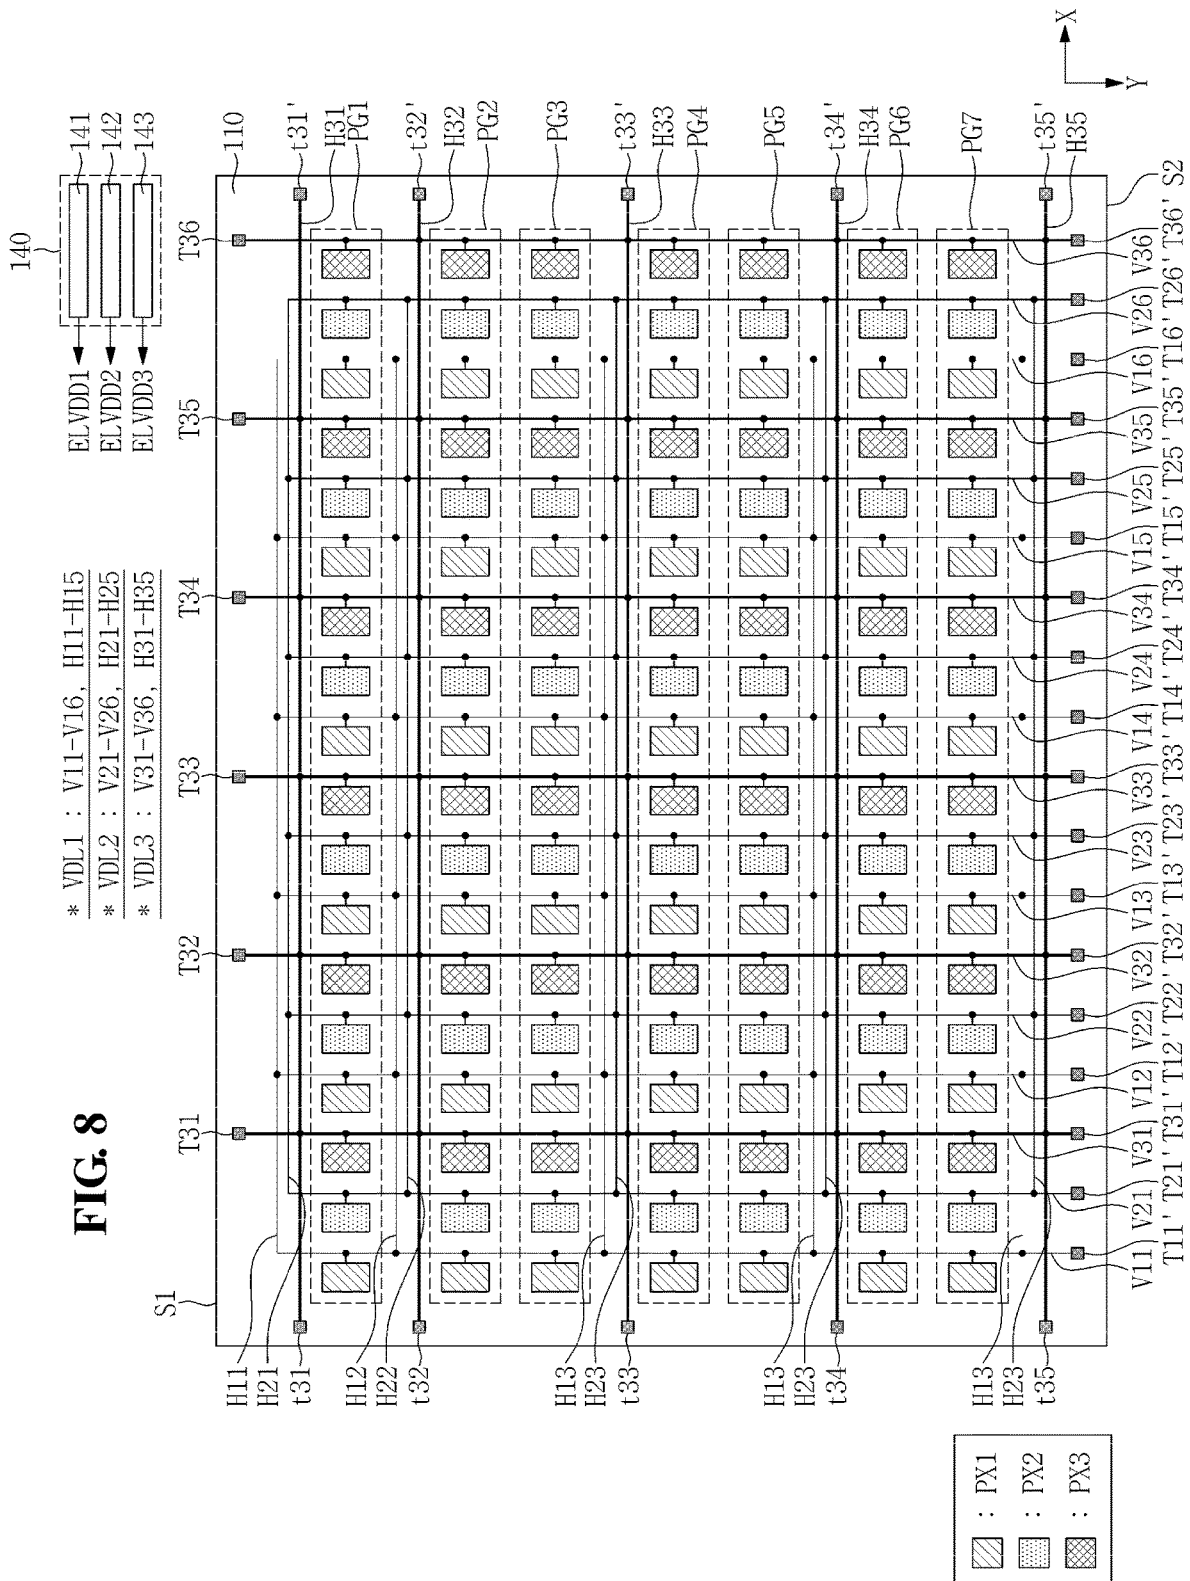 FIG. 8
* VDL1 : V11-V16, H11-H15
* VDL2 : V21-V26, H21-H25
* VDL3 : V31-V36, H31-H35
140
ELVDD1
141
ELVDD2
142
ELVDD3
143
S1
T31
T32
T33
T34
T35
T36
110
H11
H21
t31
H12
H22
t32
H13
H23
t33
H13
H23
t34
H13
H23
t35
t31'
H31
PG1
t32'
H32
PG2
PG3
t33'
H33
PG4
PG5
t34'
H34
PG6
PG7
t35'
H35
S2
V11
V21
V31
V12
V22
V32
V13
V23
V33
V14
V24
V34
V15
V25
V35
V16
V26
V36
T11'
T21'
T31'
T12'
T22'
T32'
T13'
T23'
T33'
T14'
T24'
T34'
T15'
T25'
T35'
T16'
T26'
T36'
X
Y
: PX1
: PX2
: PX3